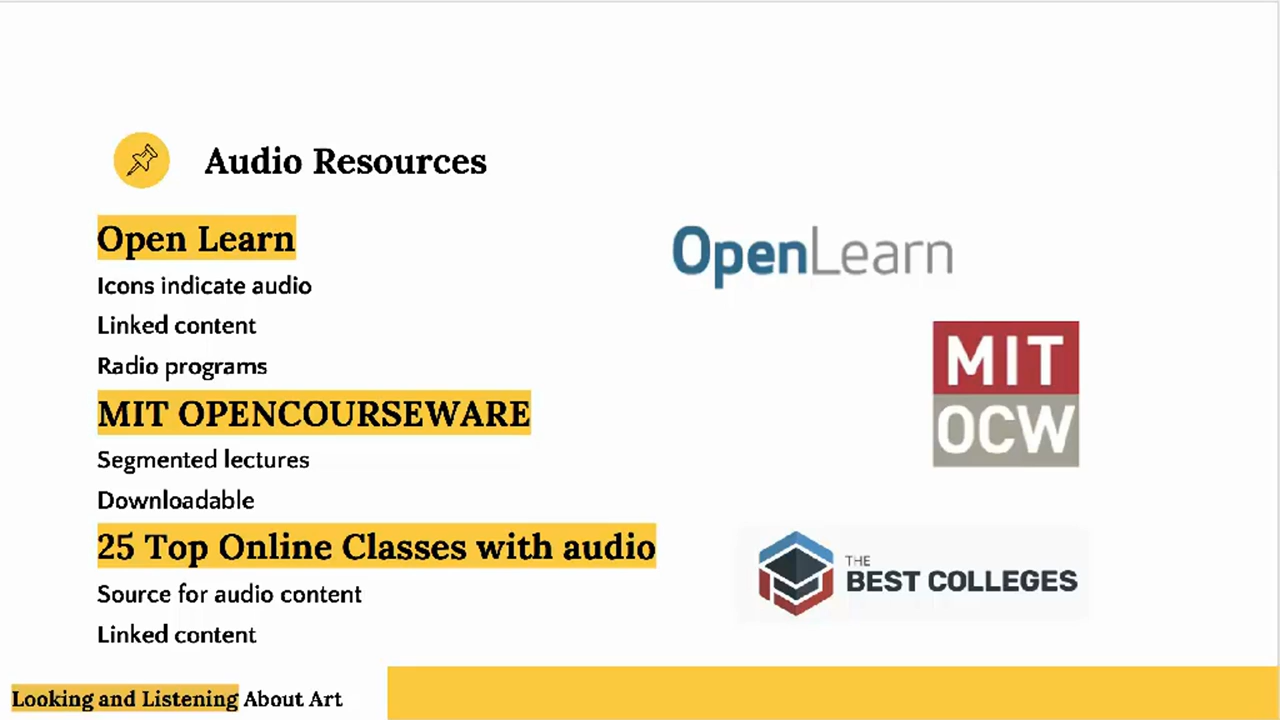 Audio Resources
Open Learn
Icons indicate audio
Linked content
Radio programs
MIT OPENCOURSEWARE
Segmented lectures
Downloadable
25 Top Online Classes with audio
Source for audio content
Linked content
OpenLearn
MIT
OCW
THE
BEST COLLEGES
Looking and Listening About Art